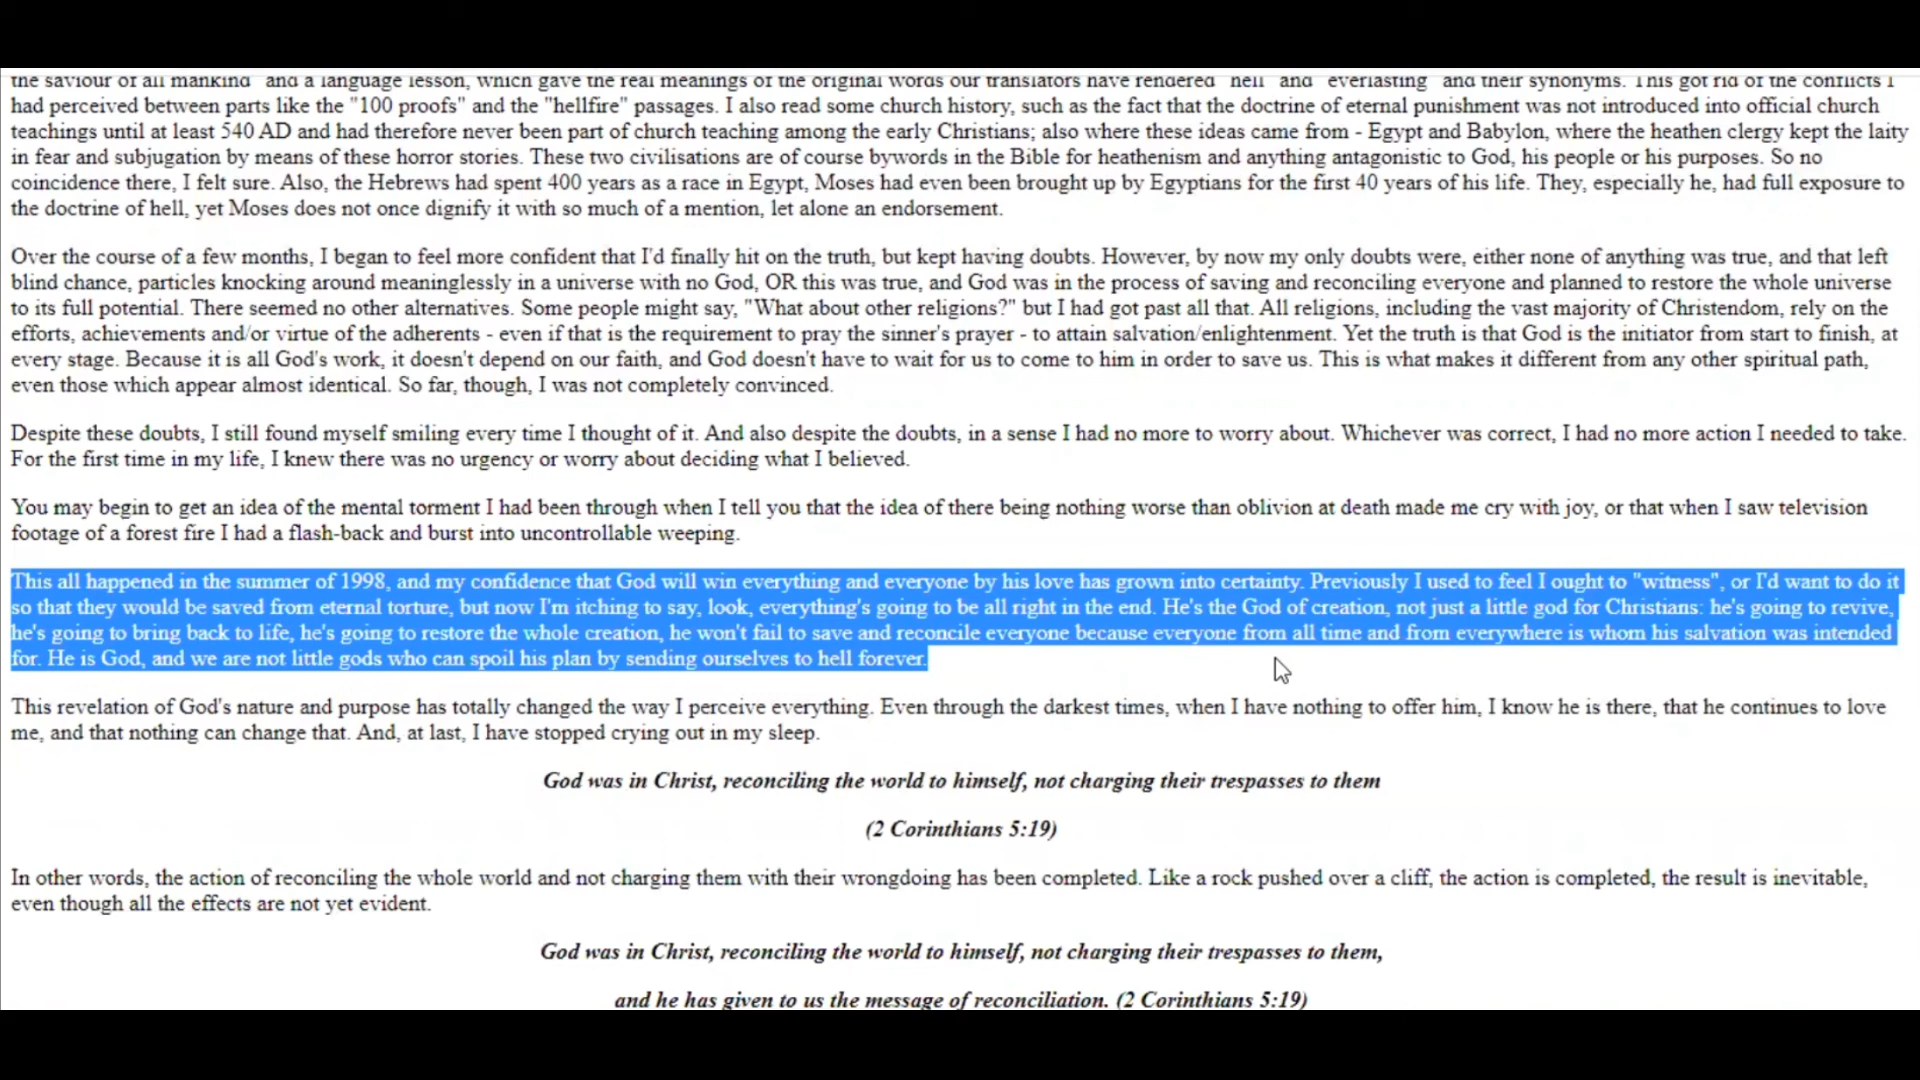 the saviour of all mankind" and a language lesson, which gave the real meanings of the original words our translators have rendered "hell" and "everlasting" and their synonyms. This got rid of the conflicts I
had perceived between parts like the "100 proofs" and the "hellfire" passages. I also read some church history, such as the fact that the doctrine of eternal punishment was not introduced into official church
teachings until at least 540 AD and had therefore never been part of church teaching among the early Christians; also where these ideas came from - Egypt and Babylon, where the heathen clergy kept the laity
in fear and subjugation by means of these horror stories. These two civilisations are of course bywords in the Bible for heathenism and anything antagonistic to God, his people or his purposes. So no
coincidence there, I felt sure. Also, the Hebrews had spent 400 years as a race in Egypt, Moses had even been brought up by Egyptians for the first 40 years of his life. They, especially he, had full exposure to
the doctrine of hell, yet Moses does not once dignify it with so much of a mention, let alone an endorsement.
Over the course of a few months, I began to feel more confident that I'd finally hit on the truth, but kept having doubts. However, by now my only doubts were, either none of anything was true, and that left
blind chance, particles knocking around meaninglessly in a universe with no God, OR this was true, and God was in the process of saving and reconciling everyone and planned to restore the whole universe
to its full potential. There seemed no other alternatives. Some people might say, "What about other religions?" but I had got past all that. All religions, including the vast majority of Christendom, rely on the
efforts, achievements and/or virtue of the adherents - even if that is the requirement to pray the sinner's prayer - to attain salvation/enlightenment. Yet the truth is that God is the initiator from start to finish, at
every stage. Because it is all God's work, it doesn't depend on our faith, and God doesn't have to wait for us to come to him in order to save us. This is what makes it different from any other spiritual path,
even those which appear almost identical. So far, though, I was not completely convinced.
Despite these doubts, I still found myself smiling every time I thought of it. And also despite the doubts, in a sense I had no more to worry about. Whichever was correct, I had no more action I needed to take.
For the first time in my life, I knew there was no urgency or worry about deciding what I believed.
You may begin to get an idea of the mental torment I had been through when I tell you that the idea of there being nothing worse than oblivion at death made me cry with joy, or that when I saw television
footage of a forest fire I had a flash-back and burst into uncontrollable weeping.
This all happened in the summer of 1998, and my confidence that God will win everything and everyone by his love has grown into certainty. Previously I used to feel I ought to "witness", or I'd want to do it
so that they would be saved from eternal torture, but now I'm itching to say, look, everything's going to be all right in the end. He's the God of creation, not just a little god for Christians: he's going to revive,
he's going to bring back to life, he's going to restore the whole creation, he won't fail to save and reconcile everyone because everyone from all time and from everywhere is whom his salvation was intended
for. He is God, and we are not little gods who can spoil his plan by sending ourselves to hell forever.
This revelation of God's nature and purpose has totally changed the way I perceive everything. Even through the darkest times, when I have nothing to offer him, I know he is there, that he continues to love
me, and that nothing can change that. And, at last, I have stopped crying out in my sleep.
God was in Christ, reconciling the world to himself, not charging their trespasses to them
(2 Corinthians 5:19)
In other words, the action of reconciling the whole world and not charging them with their wrongdoing has been completed. Like a rock pushed over a cliff, the action is completed, the result is inevitable,
even though all the effects are not yet evident.
God was in Christ, reconciling the world to himself, not charging their trespasses to them,
and he has given to us the message of reconciliation. (2 Corinthians 5:19)